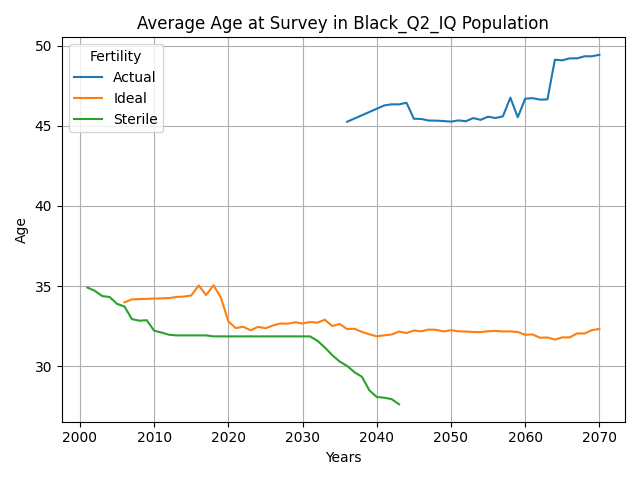 Average Age at Survey in Black_Q2_IQ Population
Fertility
Actual
Ideal
Sterile
Age
50
45
40
35
30
2000 2010 2020 2030 2040 2050 2060 2070
Years